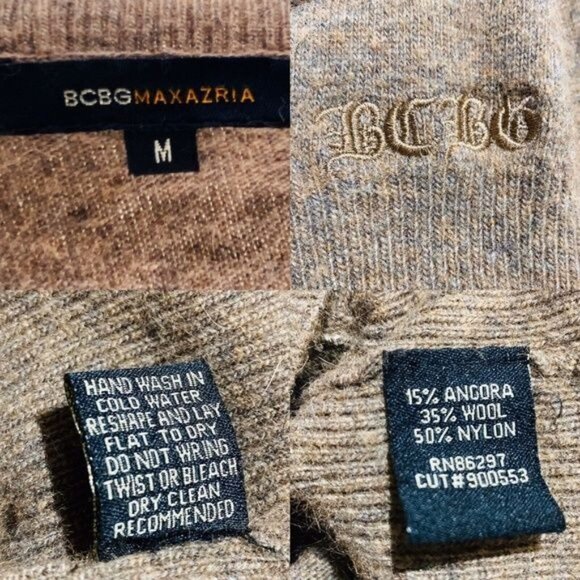 BCBGMAXAZRIA
M
BCBG
HAND WASH IN
COLD WATER
RESHAPE AND LAY
FLAT TO DRY
DO NOT WRING
TWIST OR BLEACH
DRY CLEAN
RECOMMENDED
15% ANGORA
35% WOOL
50% NYLON
RN86297
CUT#900553